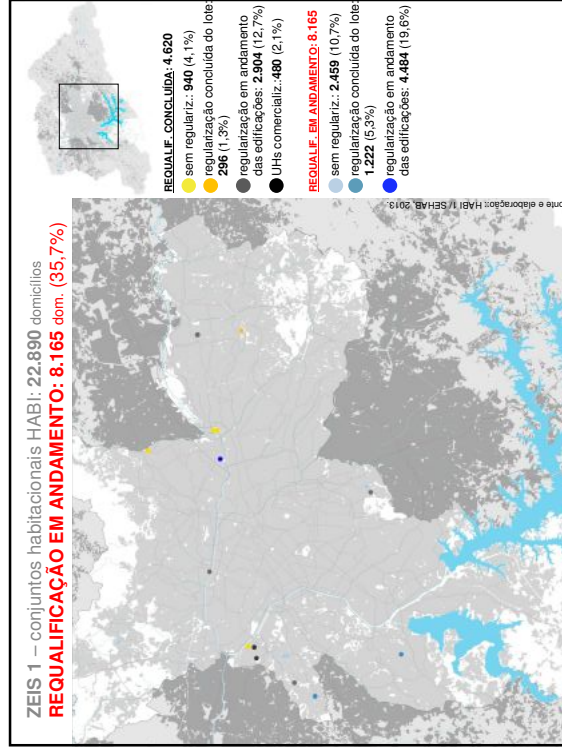 ZEIS 1 – conjuntos habitacionais HABI: 22.890 domicílios
REQUALIFICAÇÃO EM ANDAMENTO: 8.165 dom. (35,7%)
REQUALIF. CONCLUÍDA: 4.620
sem regulariz.: 940 (4,1%)
regularização concluída do lote:
296 (1,3%)
regularização em andamento
das edificações: 2.904 (12,7%)
UHs comercializ.:480 (2,1%)
REQUALIF. EM ANDAMENTO: 8.165
sem regulariz.: 2.459 (10,7%)
regularização concluída do lote:
1.222 (5,3%)
regularização em andamento
das edificações: 4.484 (19,6%)
onte e elaboração: HABI 1/ SEHAB, 2013